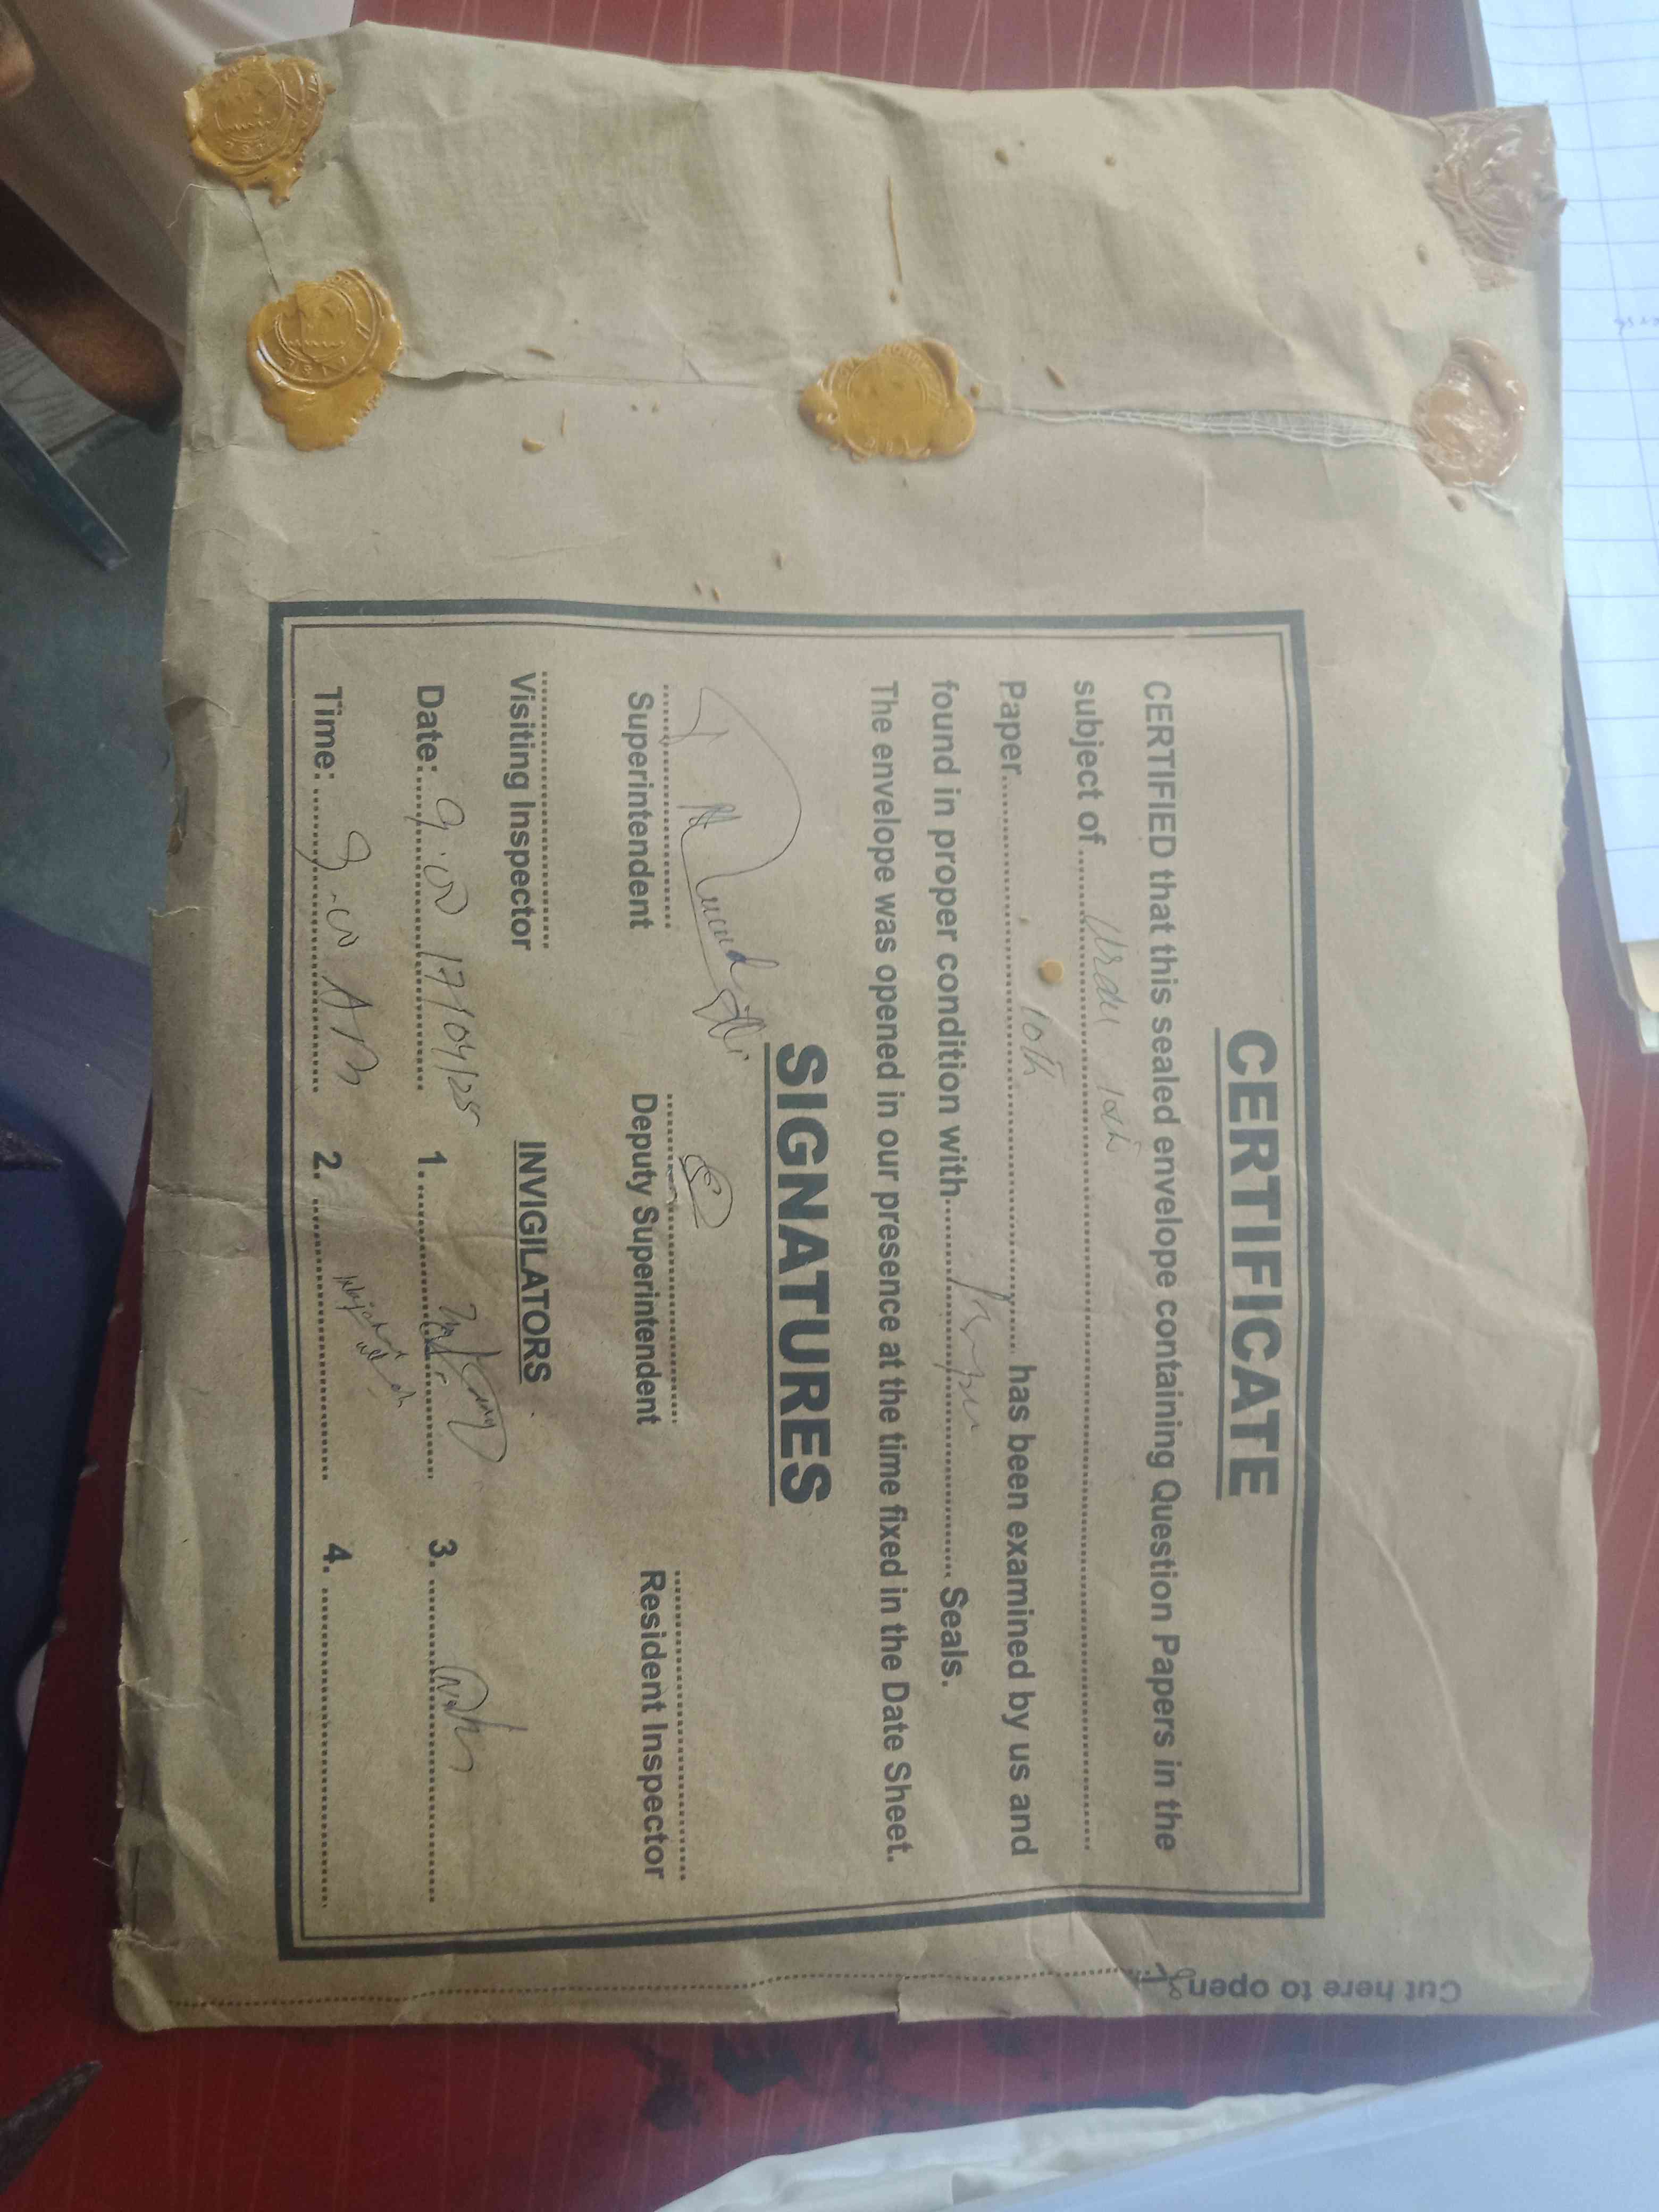 CERTIFICATE
CERTIFIED that this sealed envelope containing Question Papers in the
subject of ..... Urdu 10th .....
Paper ..... 10th ..... has been examined by us and
found in proper condition with ..... Seals.
The envelope was opened in our presence at the time fixed in the Date Sheet.
SIGNATURES
Superintendent Deputy Superintendent Resident Inspector
Visiting Inspector INVIGILATORS
Date: 9.00 17/04/25 1. ..... 3. .....
Time: 9.00 AM 2. ..... 4. .....
Cut here to open